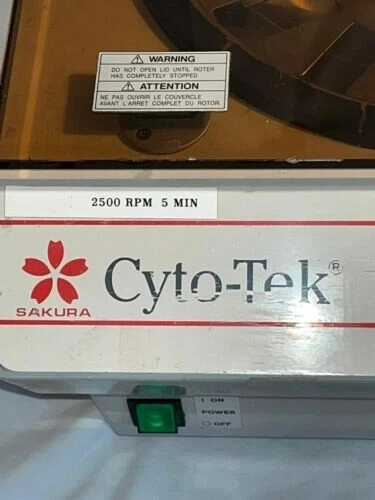 WARNING
DO NOT OPEN LID UNTIL ROTER
HAS COMPLETELY STOPPED.
ATTENTION
NE PAS OUVRIR LE COUVERCLE
AVANT L'ARRET COMPLET DU ROTOR.
2500 RPM 5 MIN
SAKURA
Cyto-Tek®
| ON
POWER
○ OFF